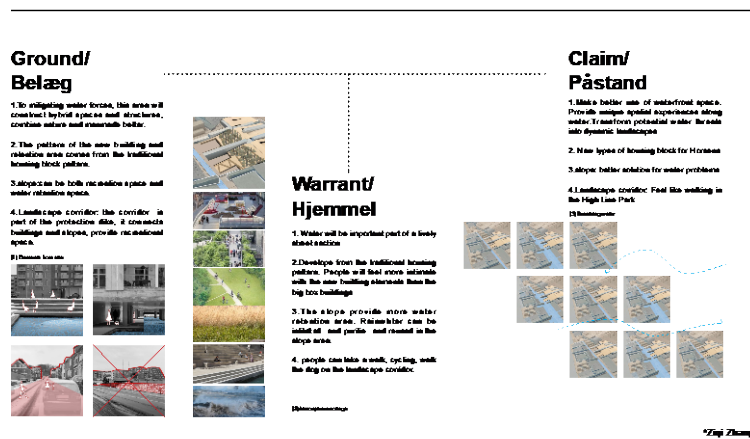 Ground/
Belæg
1.To mitigating water forces, this area will
construct hybrid spaces and structures,
combine nature and manmade better.
2.The pattern of the new building and
retention area comes from the traditional
housing block pattern.
3.slope:can be both recreation space and
water retention space.
4.Landscape corridor: the corridor is
part of the protection dike, it connects
buildings and slopes, provide recreational
space.
Warrant/
Hjemmel
1. Water will be important part of a lively
street section
2.Develope from the traditional housing
pattern. People will feel more intimate
with the new building elements than the
big box buildings
3.The slope provide more water
retention area. Rainwater can be
and purifie and reused in the
slope area.
4. people can take a walk, cycling, walk
the dog on the landscape corridor.
Claim/
Påstand
1.Make better use of waterfront space.
Provide unique spatial experiences along
water.Transform potential water threats
into dynamic landscapes
2. New types of housing block for Horsens
3.slope: better solution for water problems
4.Landscape corridor: Feel like walking in
the High Line Park
*Ziqi Zhang